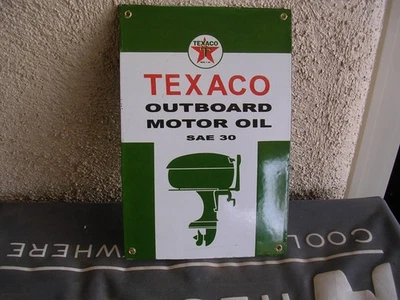 TEXACO
TEXACO
OUTBOARD
MOTOR OIL
SAE 30
COOL
WHERE